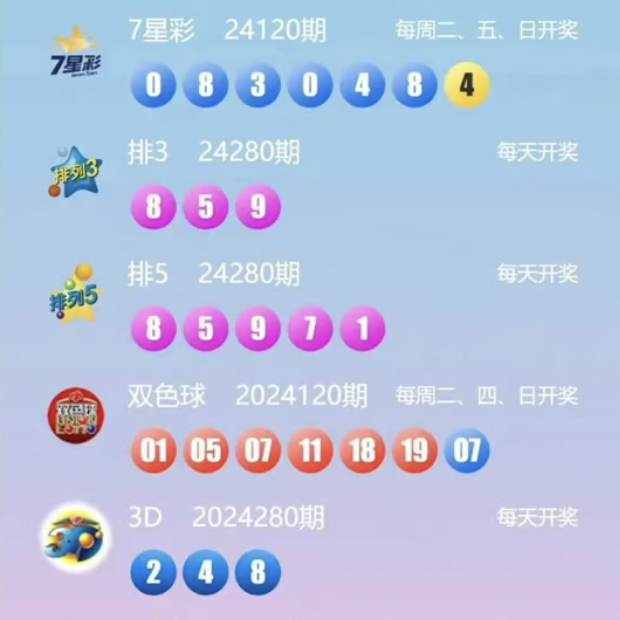 7星彩 24120期 每周二、五、日开奖
7星彩
0 8 3 0 4 8 4
排3 24280期 每天开奖
排列3
8 5 9
排5 24280期 每天开奖
排列5
8 5 9 7 1
双色球 2024120期 每周二、四、日开奖
双色球
01 05 07 11 18 19 07
3D 2024280期 每天开奖
3D
2 4 8